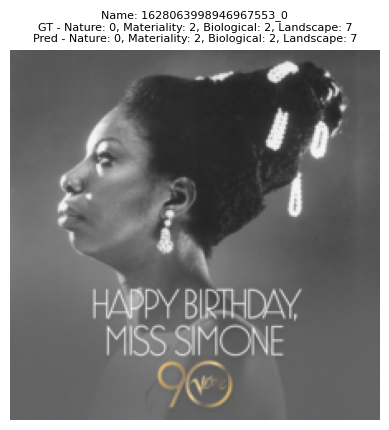 Name: 1628063998946967553_0
GT - Nature: 0, Materiality: 2, Biological: 2, Landscape: 7
Pred - Nature: 0, Materiality: 2, Biological: 2, Landscape: 7
HAPPY BIRTHDAY,
MISS SIMONE
90
Verve